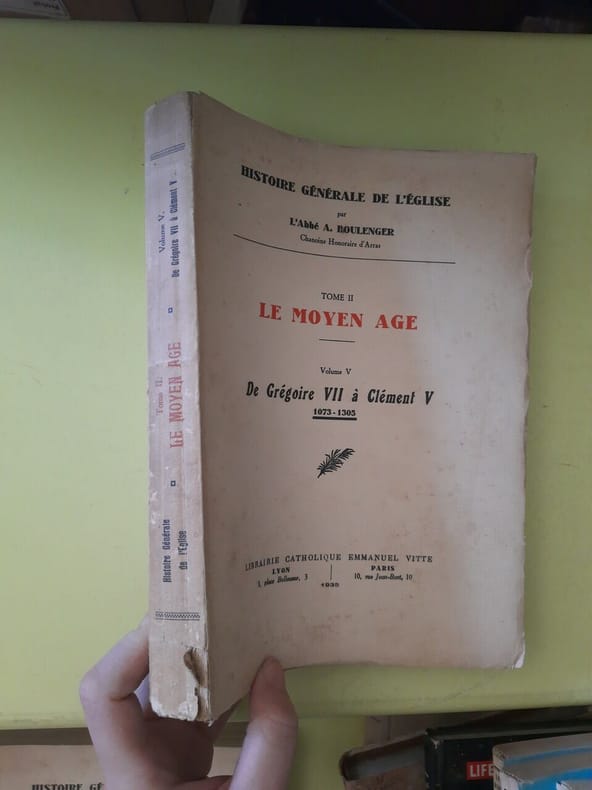 HISTOIRE GÉNÉRALE DE L'ÉGLISE
par
L'Abbé A. BOULENGER
Chanoine Honoraire d'Arras
TOME II
LE MOYEN AGE
Volume V
De Grégoire VII à Clément V
1073-1305
LIBRAIRIE CATHOLIQUE EMMANUEL VITTE
LYON
PARIS
3, place Bellecour, 3
10, rue Jean-Bart, 10
1935
Histoire Générale
de l'Eglise
Tome II.
LE MOYEN AGE
Volume V.
De Grégoire VII à Clément V
HISTOIRE GÉ
LIFE